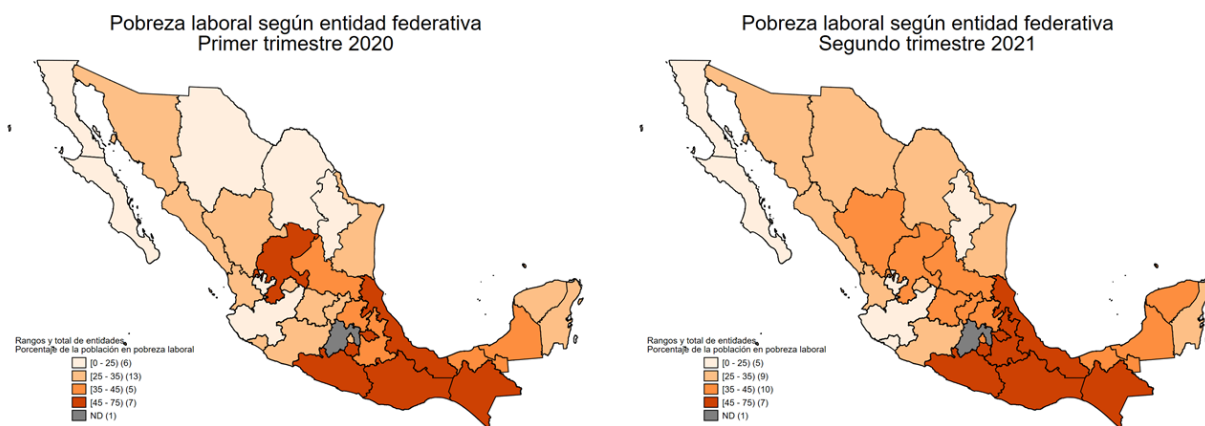 Pobreza laboral según entidad federativa
Primer trimestre 2020
Rangos y total de entidades
Porcentaje de la población en pobreza laboral
[0 - 25) (6)
[25 - 35) (13)
[35 - 45) (5)
[45 - 75) (7)
ND (1)
Pobreza laboral según entidad federativa
Segundo trimestre 2021
Rangos y total de entidades
Porcentaje de la población en pobreza laboral
[0 - 25) (5)
[25 - 35) (9)
[35 - 45) (10)
[45 - 75) (7)
ND (1)